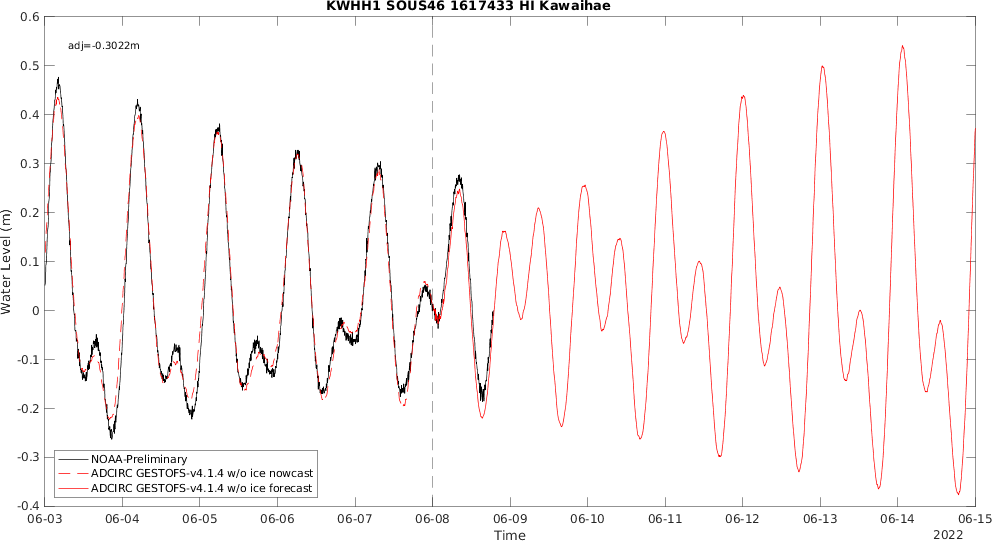 KWHH1 SOUS46 1617433 HI Kawaihae
adj=-0.3022m
0.6
0.5
0.4
0.3
0.2
0.1
0
-0.1
-0.2
-0.3
-0.4
Water Level (m)
NOAA-Preliminary
ADCIRC GESTOFS-v4.1.4 w/o ice nowcast
ADCIRC GESTOFS-v4.1.4 w/o ice forecast
06-03 06-04 06-05 06-06 06-07 06-08 06-09 06-10 06-11 06-12 06-13 06-14 06-15
Time
2022